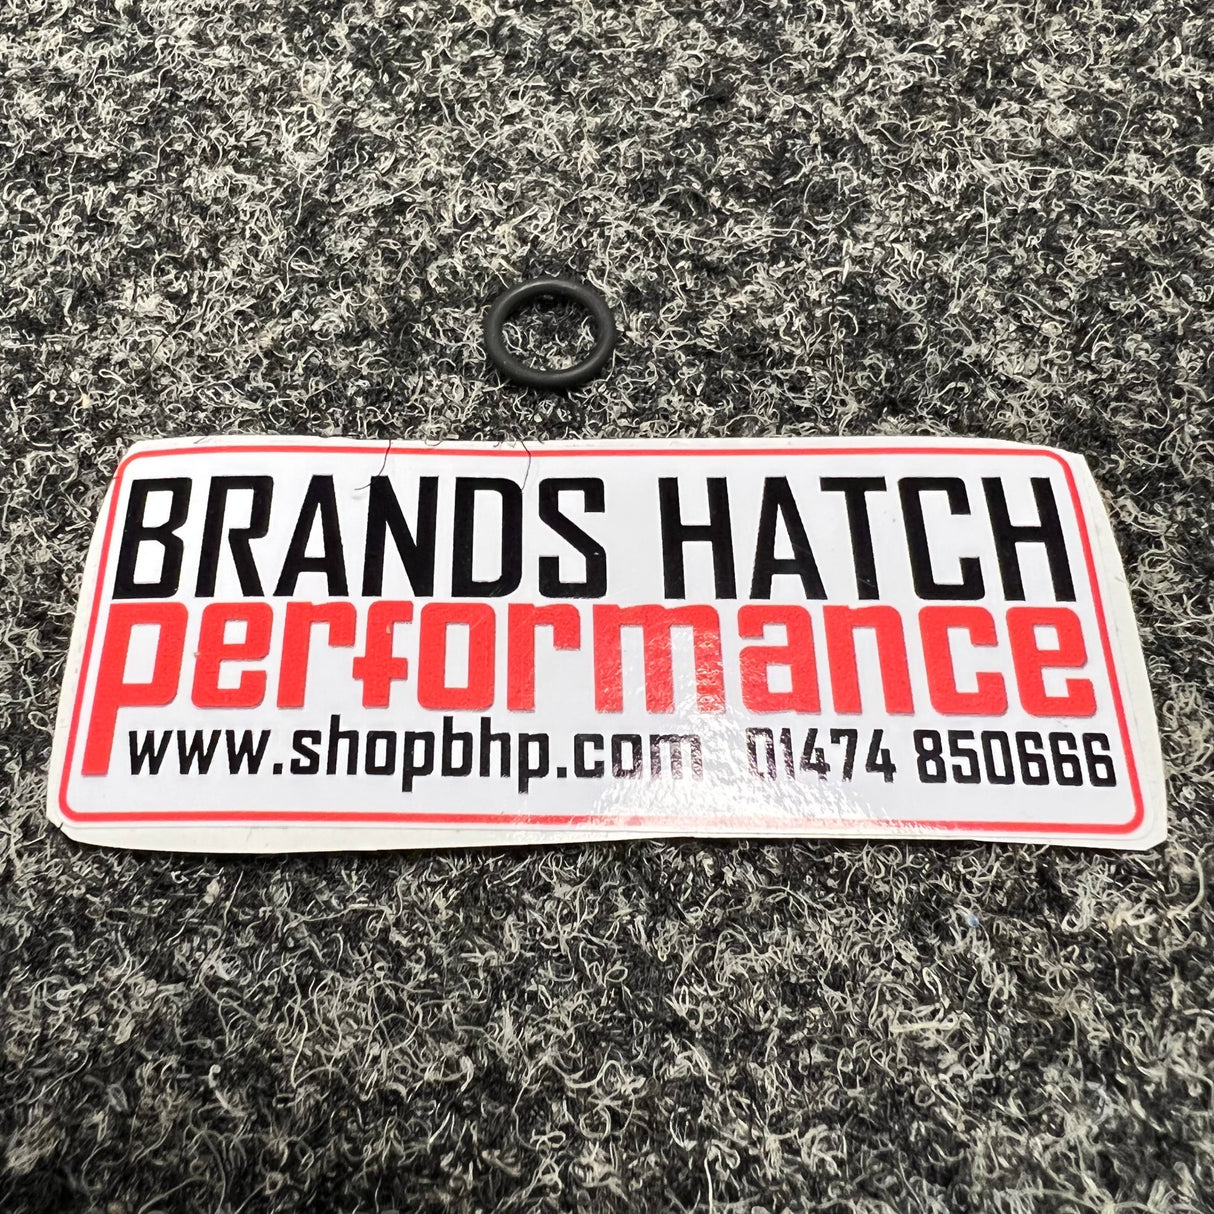 BRANDS HATCH
performance
www.shopbhp.com 01474 850666